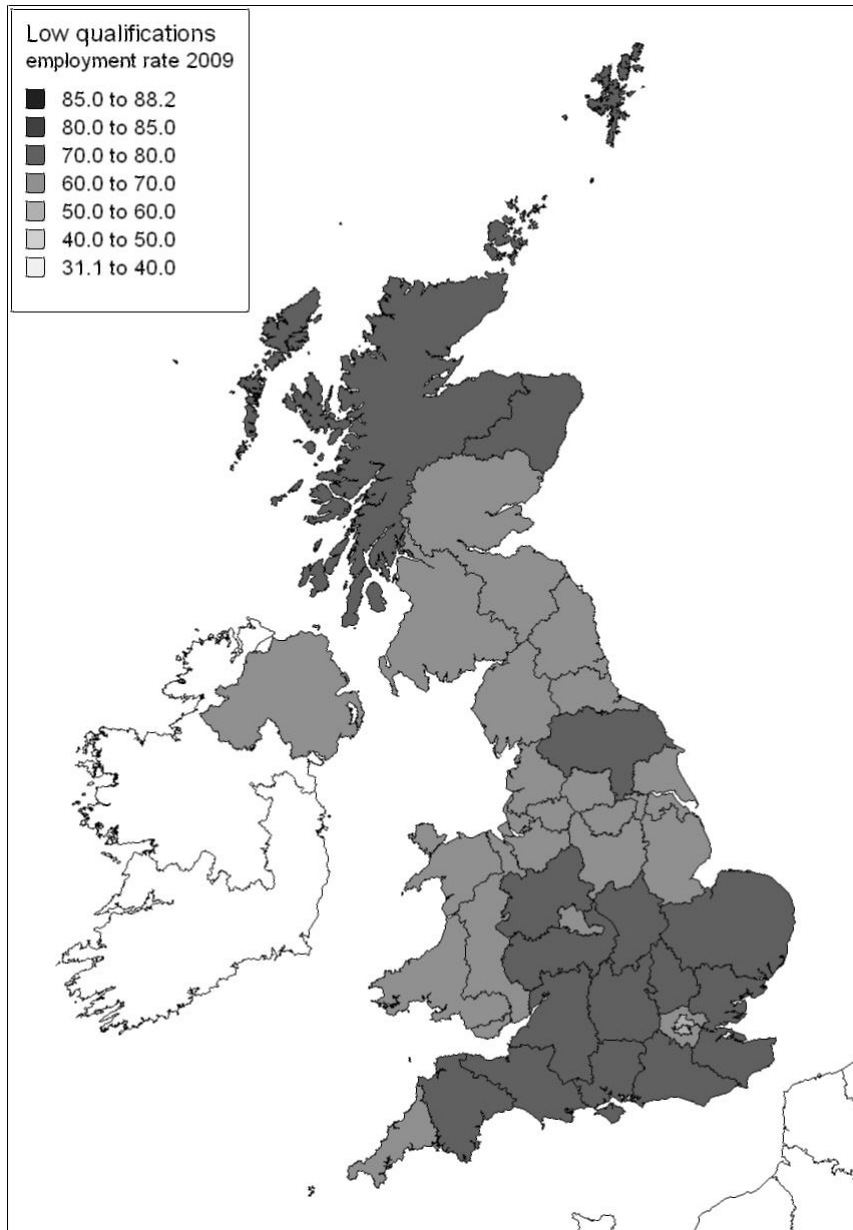 Low qualifications
employment rate 2009
85.0 to 88.2
80.0 to 85.0
70.0 to 80.0
60.0 to 70.0
50.0 to 60.0
40.0 to 50.0
31.1 to 40.0